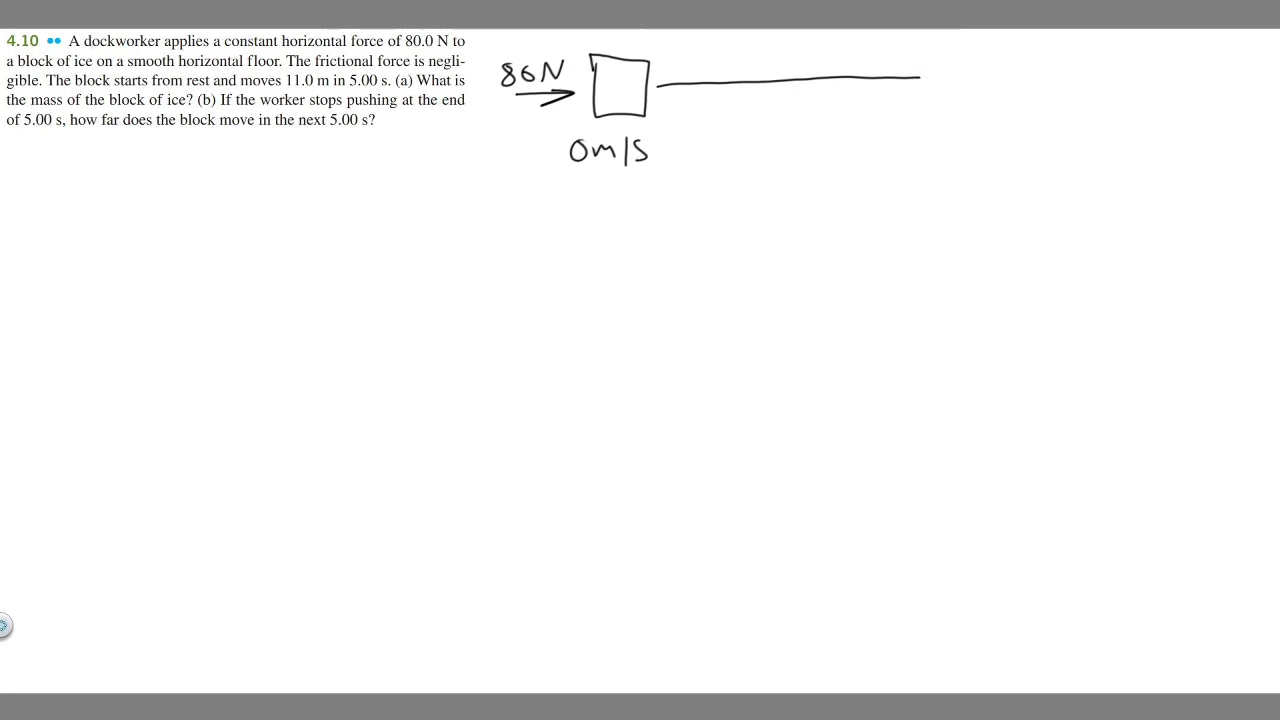 4.10 •• A dockworker applies a constant horizontal force of 80.0 N to
a block of ice on a smooth horizontal floor. The frictional force is negli-
gible. The block starts from rest and moves 11.0 m in 5.00 s. (a) What is
the mass of the block of ice? (b) If the worker stops pushing at the end
of 5.00 s, how far does the block move in the next 5.00 s?
80N
0m/s